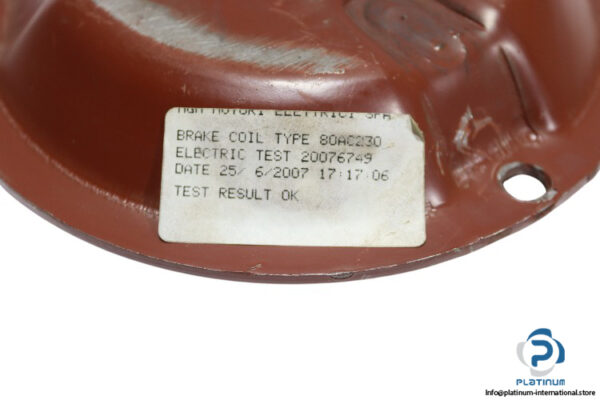 MGM MOTORI ELETTRICI SPA
BRAKE COIL TYPE 80AC230
ELECTRIC TEST 20076749
DATE 25/ 6/2007 17:17:06
TEST RESULT OK
PLATINUM
Info@platinum-international.store